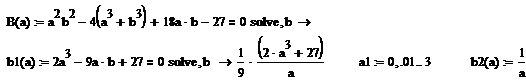 B(a) := a²b² − 4(a³ + b³) + 18a · b − 27 = 0 solve, b →
b1(a) := 2a³ − 9a · b + 27 = 0 solve, b → 1/9 · (2 · a³ + 27)/a a1 := 0, .01 .. 3 b2(a) := 1/a